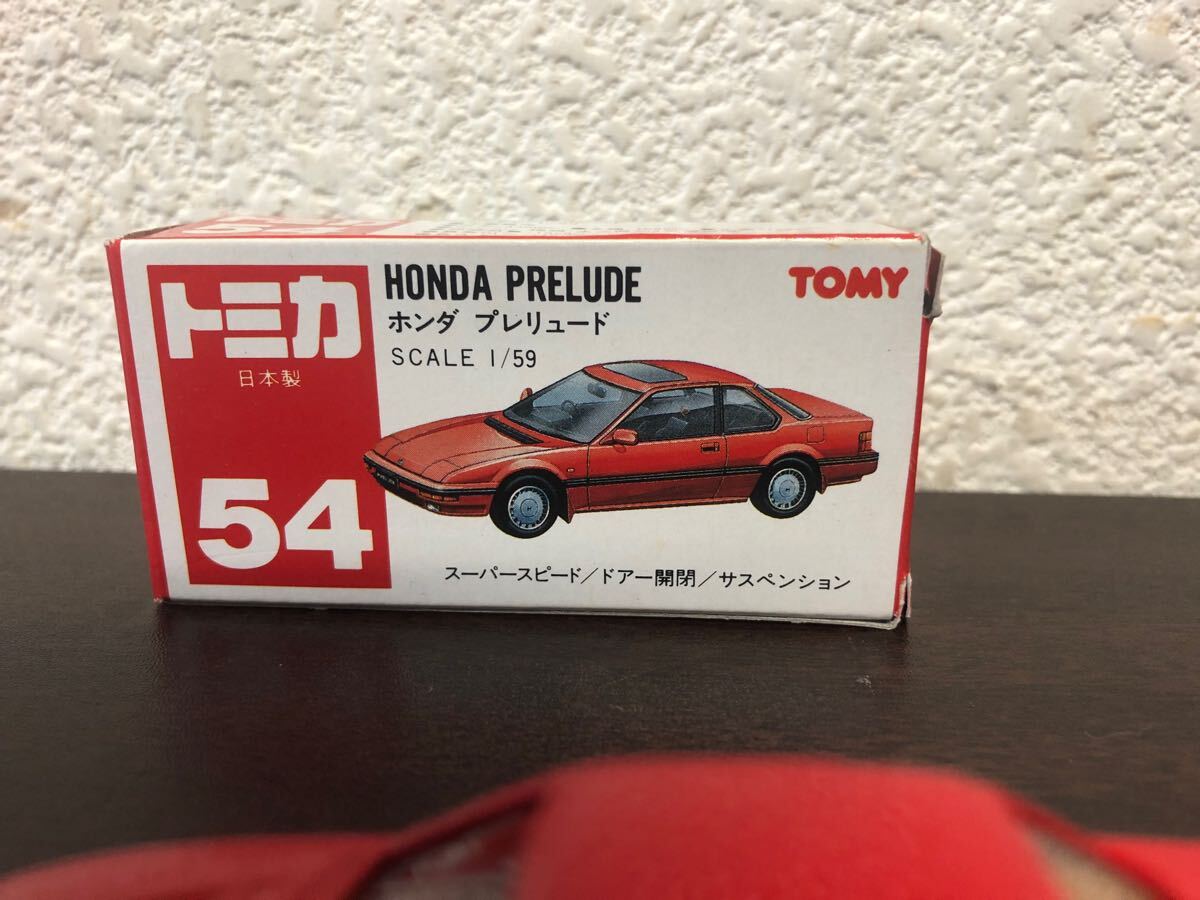 トミカ
日本製
54
HONDA PRELUDE
ホンダ プレリュード
SCALE 1/59
TOMY
スーパースピード/ドアー開閉/サスペンション